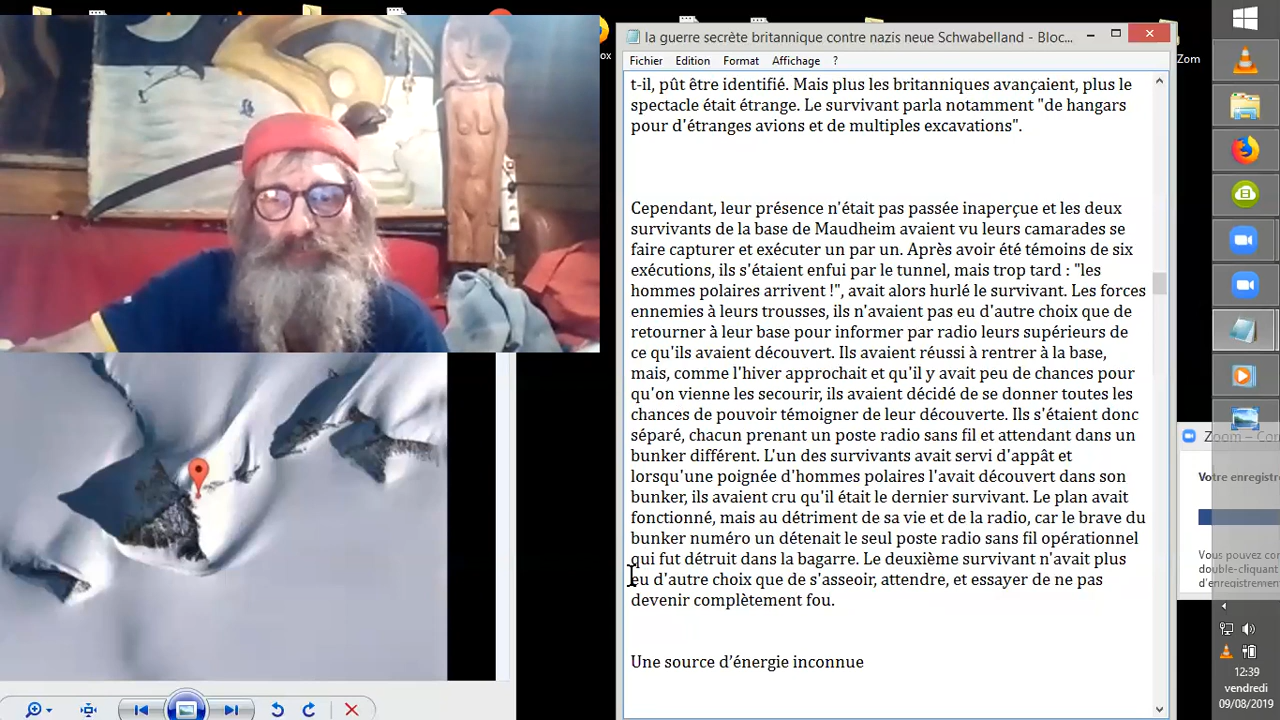 la guerre secrète britannique contre nazis neue Schwabelland - Bloc...
Fichier Edition Format Affichage ?
t-il, pût être identifié. Mais plus les britanniques avançaient, plus le
spectacle était étrange. Le survivant parla notamment "de hangars
pour d'étranges avions et de multiples excavations".
Cependant, leur présence n'était pas passée inaperçue et les deux
survivants de la base de Maudheim avaient vu leurs camarades se
faire capturer et exécuter un par un. Après avoir été témoins de six
exécutions, ils s'étaient enfui par le tunnel, mais trop tard : "les
hommes polaires arrivent !", avait alors hurlé le survivant. Les forces
ennemies à leurs trousses, ils n'avaient pas eu d'autre choix que de
retourner à leur base pour informer par radio leurs supérieurs de
ce qu'ils avaient découvert. Ils avaient réussi à rentrer à la base,
mais, comme l'hiver approchait et qu'il y avait peu de chances pour
qu'on vienne les secourir, ils avaient décidé de se donner toutes les
chances de pouvoir témoigner de leur découverte. Ils s'étaient donc
séparé, chacun prenant un poste radio sans fil et attendant dans un
bunker différent. L'un des survivants avait servi d'appât et
lorsqu'une poignée d'hommes polaires l'avait découvert dans son
bunker, ils avaient cru qu'il était le dernier survivant. Le plan avait
fonctionné, mais au détriment de sa vie et de la radio, car le brave du
bunker numéro un détenait le seul poste radio sans fil opérationnel
qui fut détruit dans la bagarre. Le deuxième survivant n'avait plus
eu d'autre choix que de s'asseoir, attendre, et essayer de ne pas
devenir complètement fou.
Une source d'énergie inconnue
ox
Zom
Zoom – Co
Votre enregistre
Vous pouvez co
double-cliquant
d'enregistremen
12:39
vendredi
09/08/2019